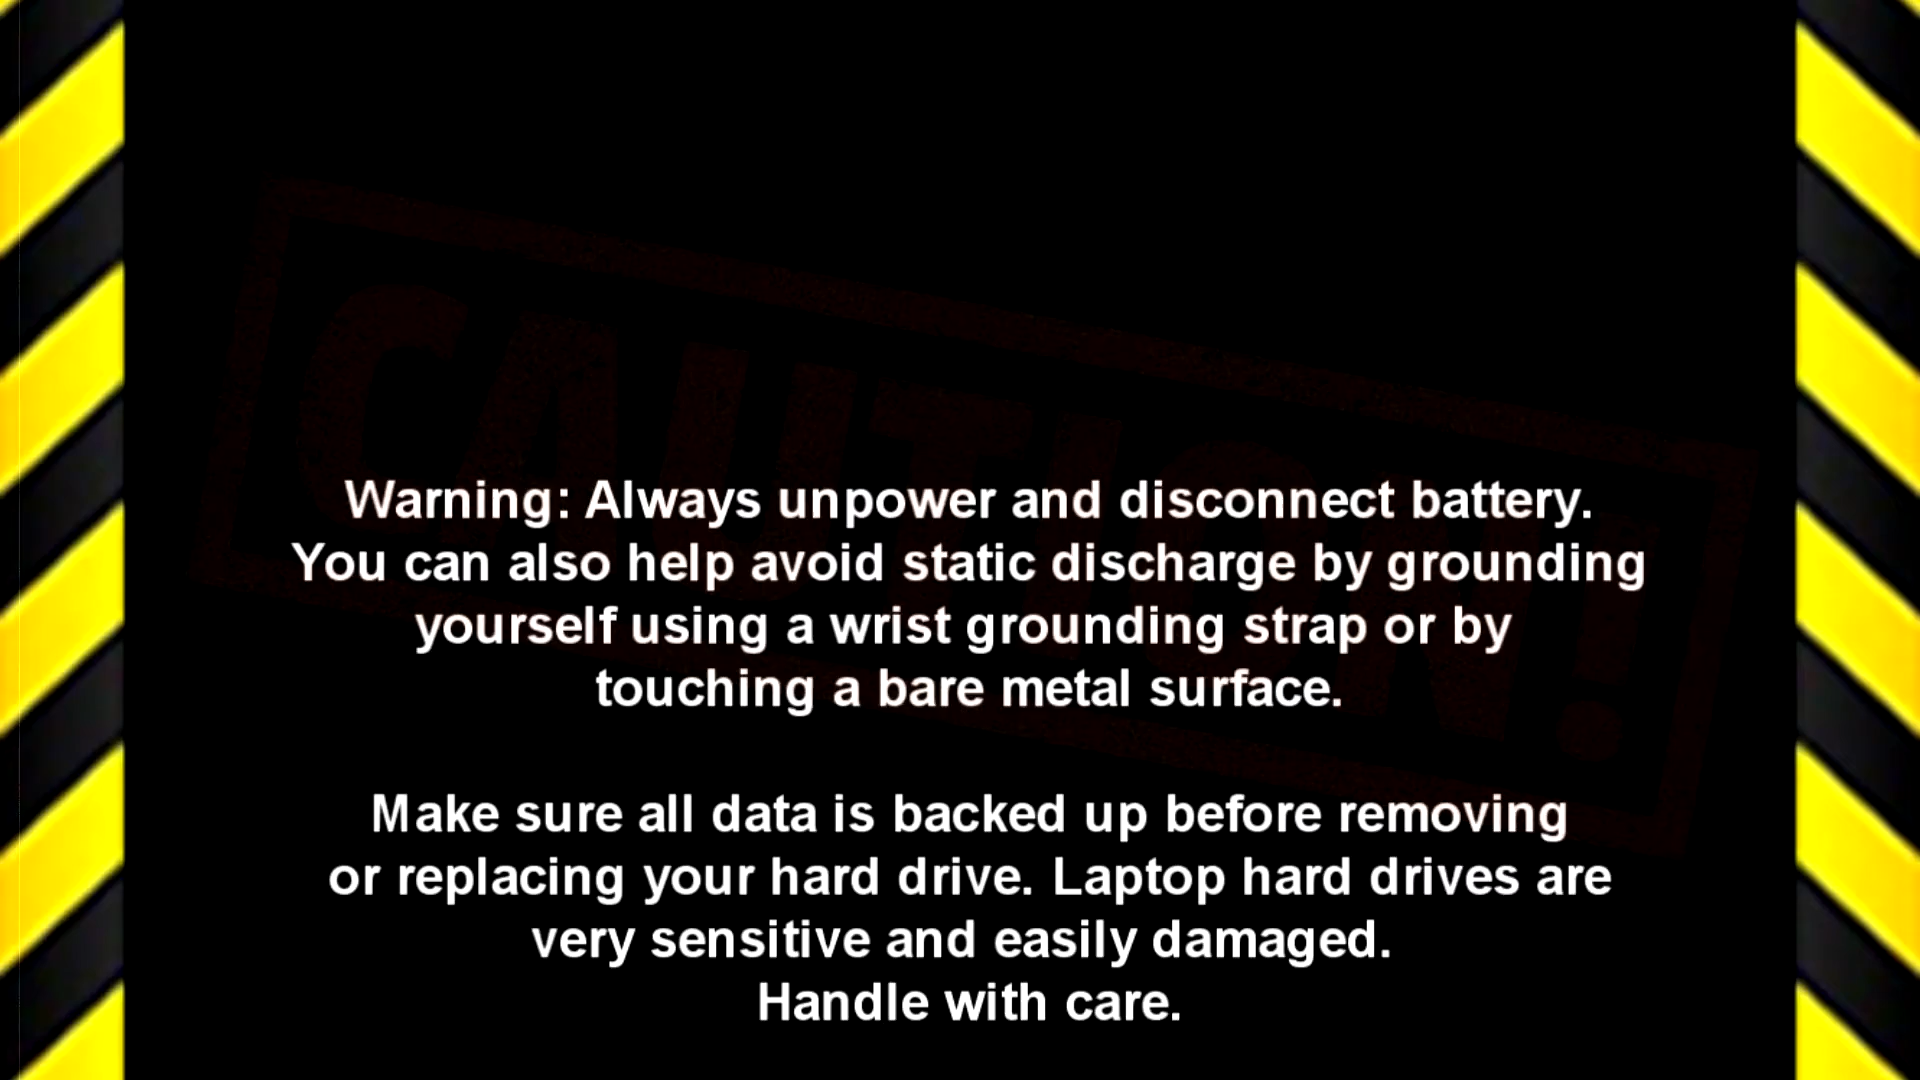 CAUTION!
Warning: Always unpower and disconnect battery.
You can also help avoid static discharge by grounding
yourself using a wrist grounding strap or by
touching a bare metal surface.
Make sure all data is backed up before removing
or replacing your hard drive. Laptop hard drives are
very sensitive and easily damaged.
Handle with care.